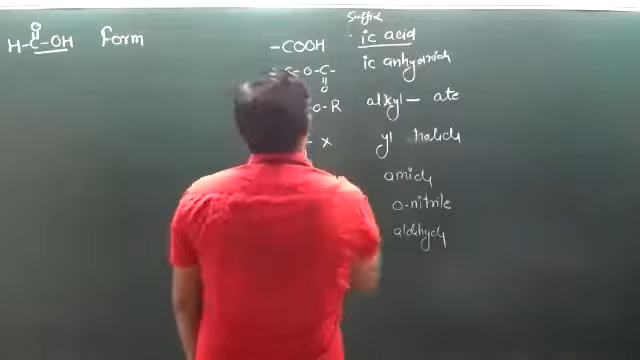 O
H-C-OH Form
Suffix
-COOH ic acid
C-O-C- ic anhydride
O
O-R alkyl- ate
X yl halide
amide
o-nitrile
aldehyde